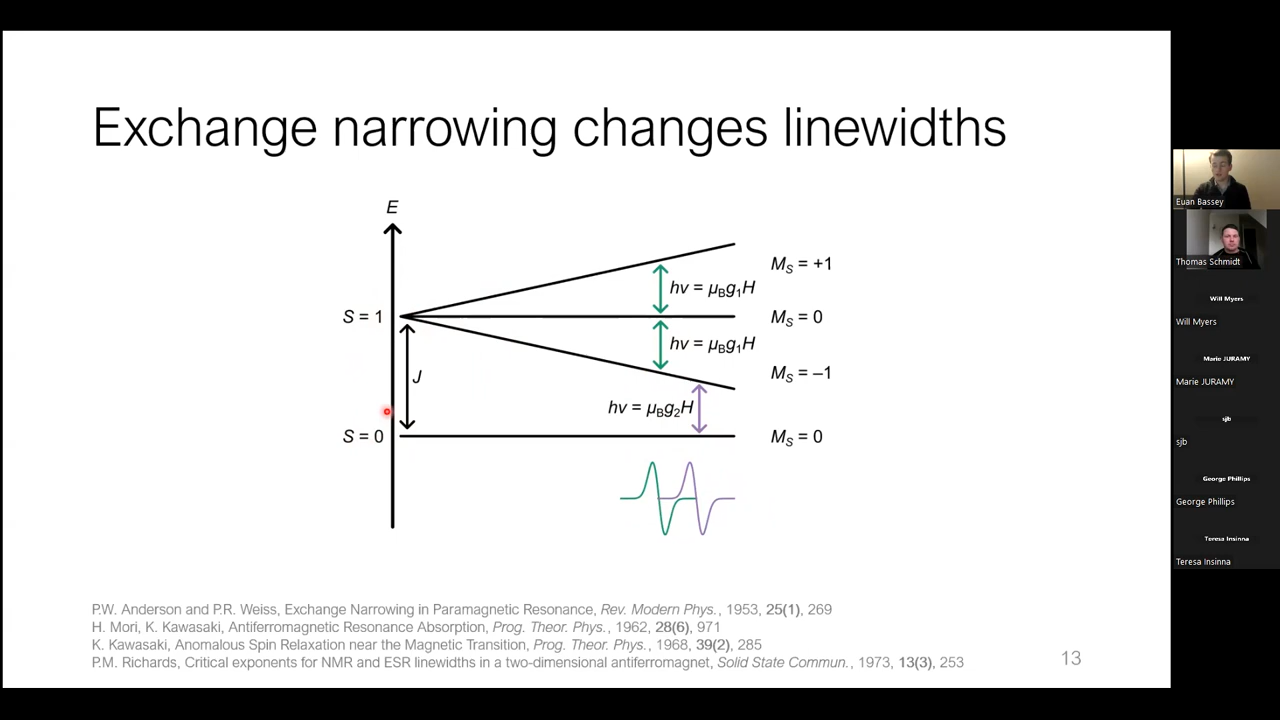 Exchange narrowing changes linewidths
E
M_S = +1
hν = μ_B g_1 H
S = 1
M_S = 0
hν = μ_B g_1 H
J
M_S = –1
hν = μ_B g_2 H
S = 0
M_S = 0
P.W. Anderson and P.R. Weiss, Exchange Narrowing in Paramagnetic Resonance, Rev. Modern Phys., 1953, 25(1), 269
H. Mori, K. Kawasaki, Antiferromagnetic Resonance Absorption, Prog. Theor. Phys., 1962, 28(6), 971
K. Kawasaki, Anomalous Spin Relaxation near the Magnetic Transition, Prog. Theor. Phys., 1968, 39(2), 285
P.M. Richards, Critical exponents for NMR and ESR linewidths in a two-dimensional antiferromagnet, Solid State Commun., 1973, 13(3), 253
13
Euan Bassey
Thomas Schmidt
Will Myers
Will Myers
Marie JURAMY
Marie JURAMY
sjb
sjb
George Phillips
George Phillips
Teresa Insinna
Teresa Insinna